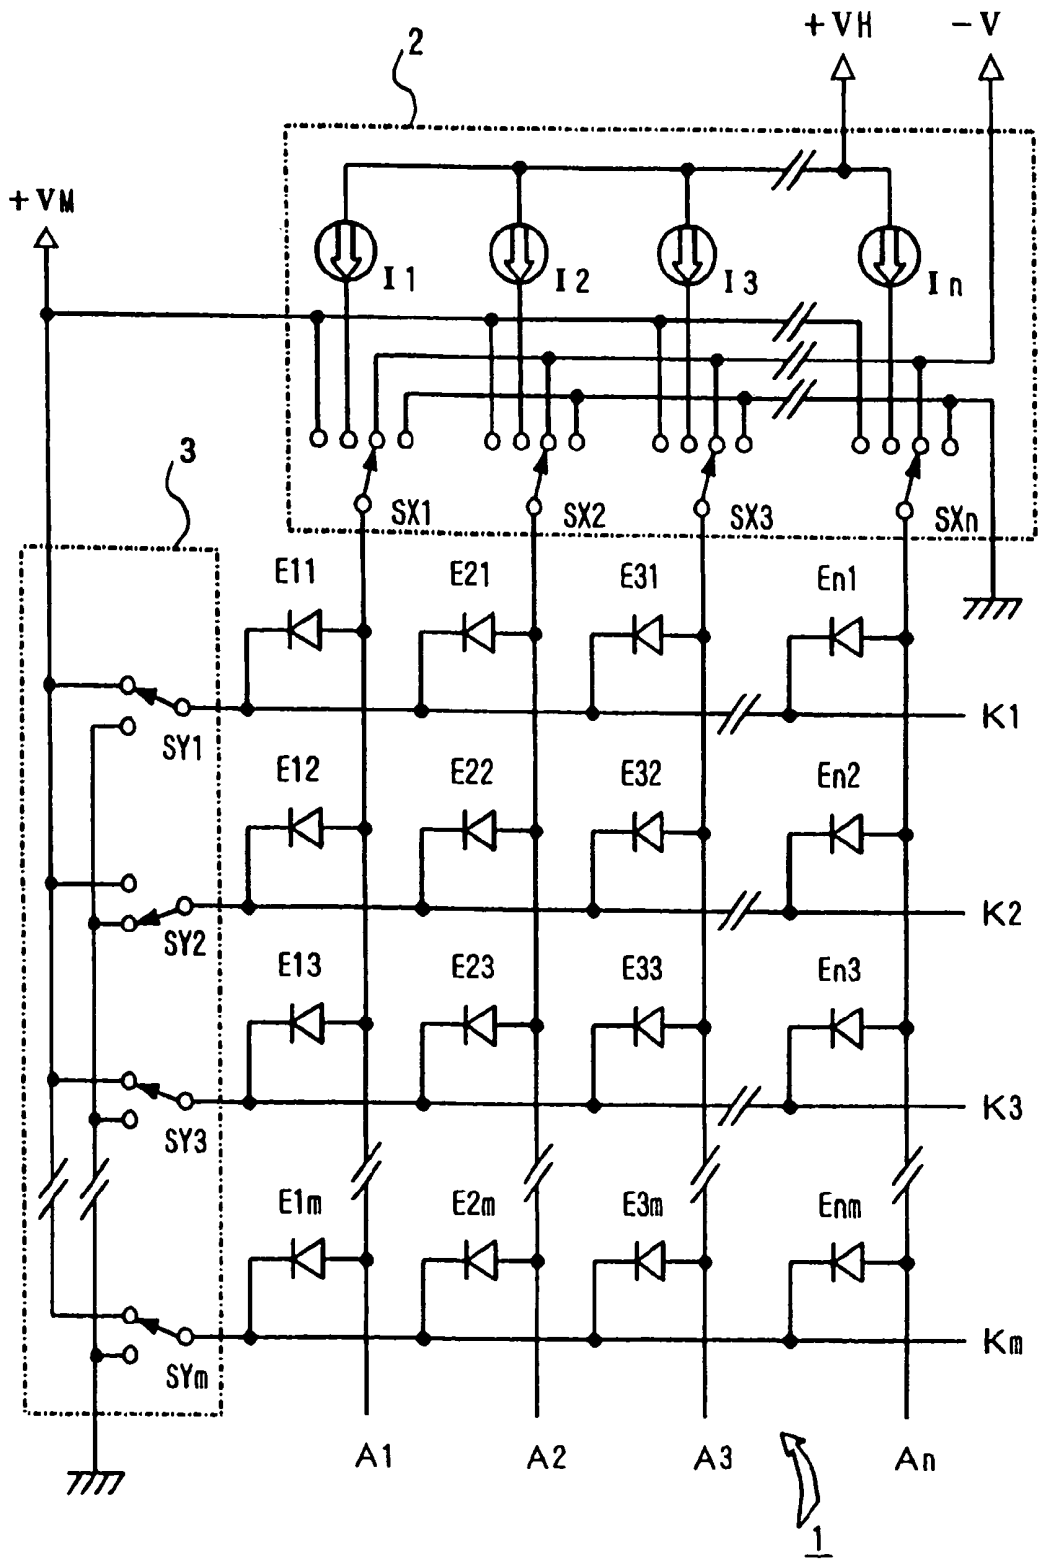 +VH -V
2
+VM
I1 I2 I3 In
3
SX1 SX2 SX3 SXn
E11 E21 E31 En1
K1
SY1
E12 E22 E32 En2
K2
SY2
E13 E23 E33 En3
K3
SY3
E1m E2m E3m Enm
Km
SYm
A1 A2 A3 An
1